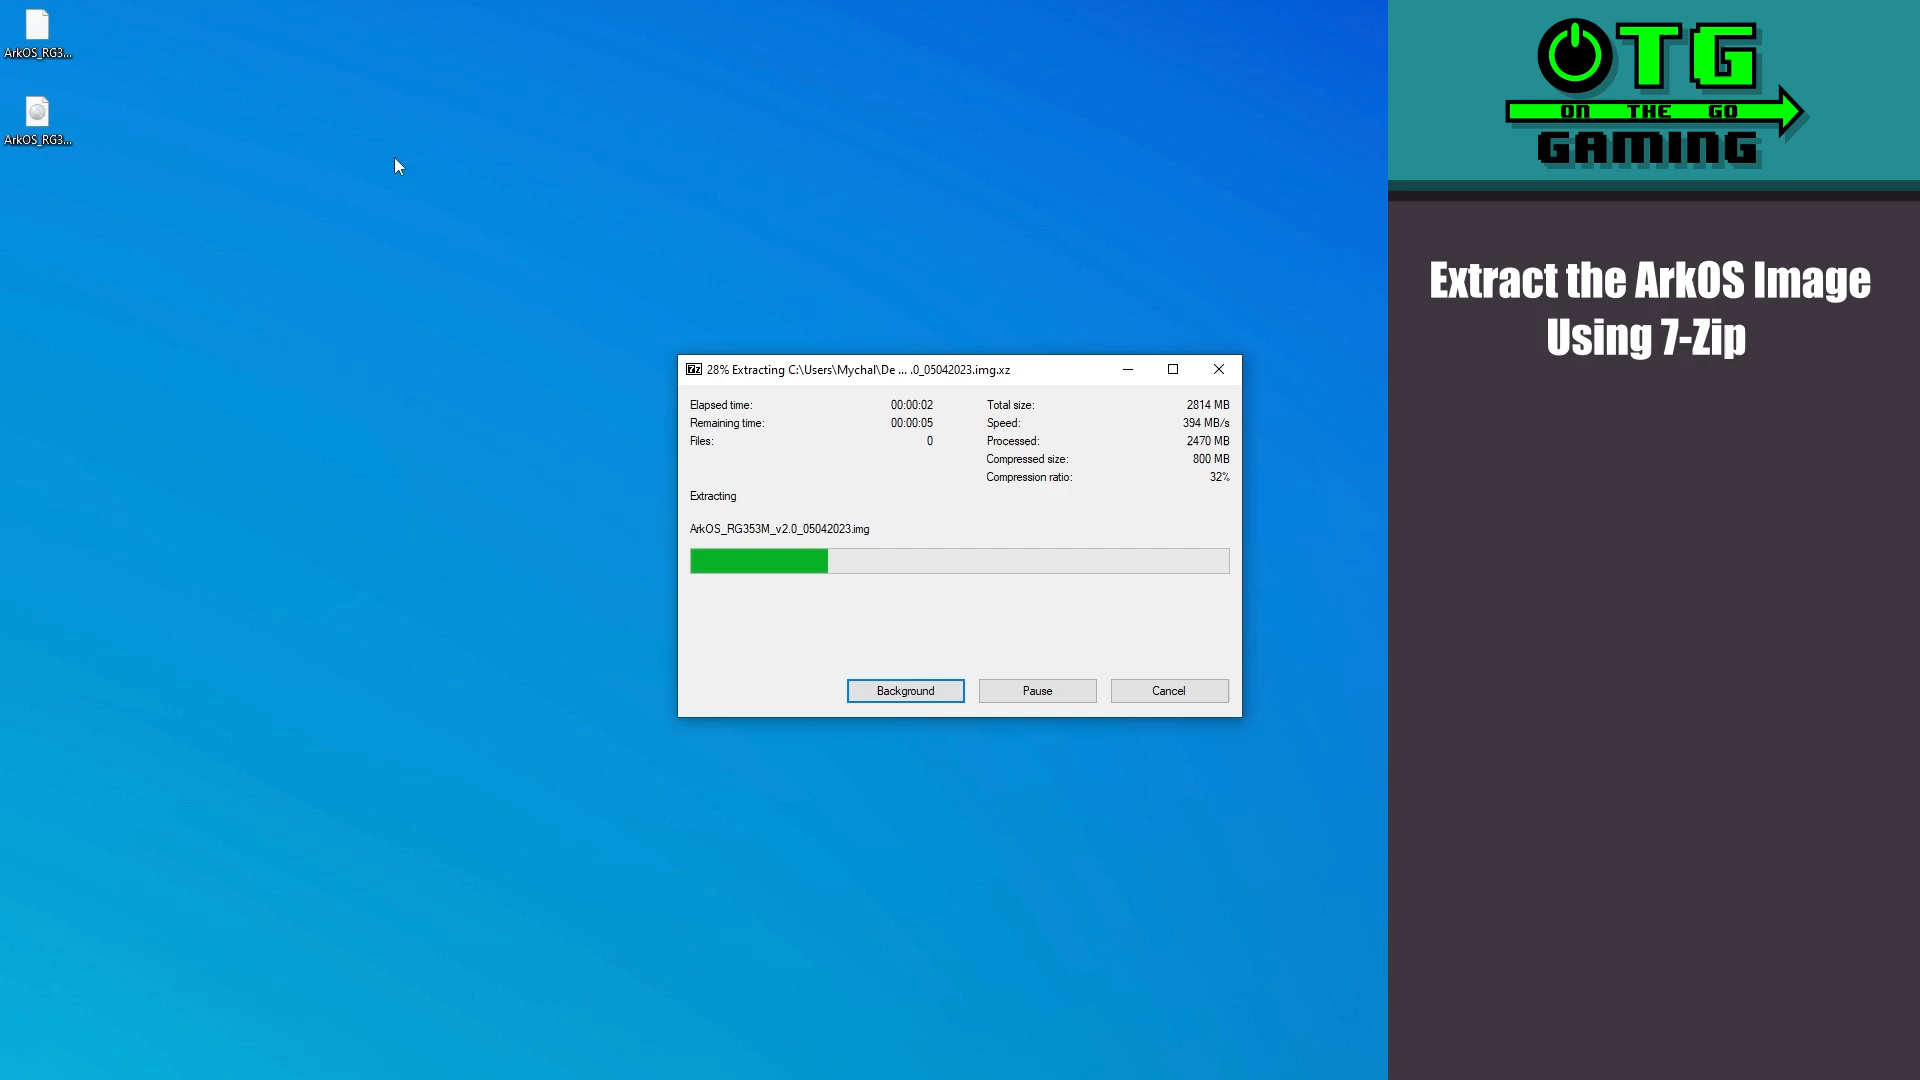 ArkOS_RG3...
ArkOS_RG3...
28% Extracting C:\Users\Mychal\De ... .0_05042023.img.xz
Elapsed time: 00:00:02
Remaining time: 00:00:05
Files: 0
Total size: 2814 MB
Speed: 394 MB/s
Processed: 2470 MB
Compressed size: 800 MB
Compression ratio: 32%
Extracting
ArkOS_RG353M_v2.0_05042023.img
Background Pause Cancel
OTG
ON THE GO
GAMING
Extract the ArkOS Image
Using 7-Zip